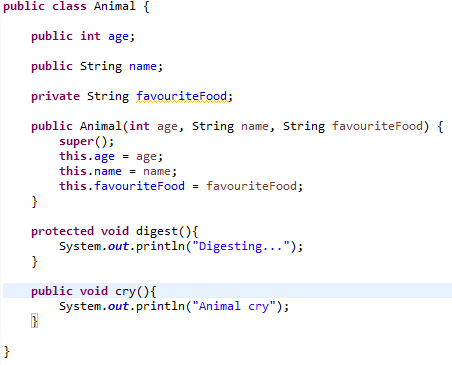 public class Animal {
public int age;
public String name;
private String favouriteFood;
public Animal(int age, String name, String favouriteFood) {
super();
this.age = age;
this.name = name;
this.favouriteFood = favouriteFood;
}
protected void digest(){
System.out.println("Digesting...");
}
public void cry(){
System.out.println("Animal cry");
}
}